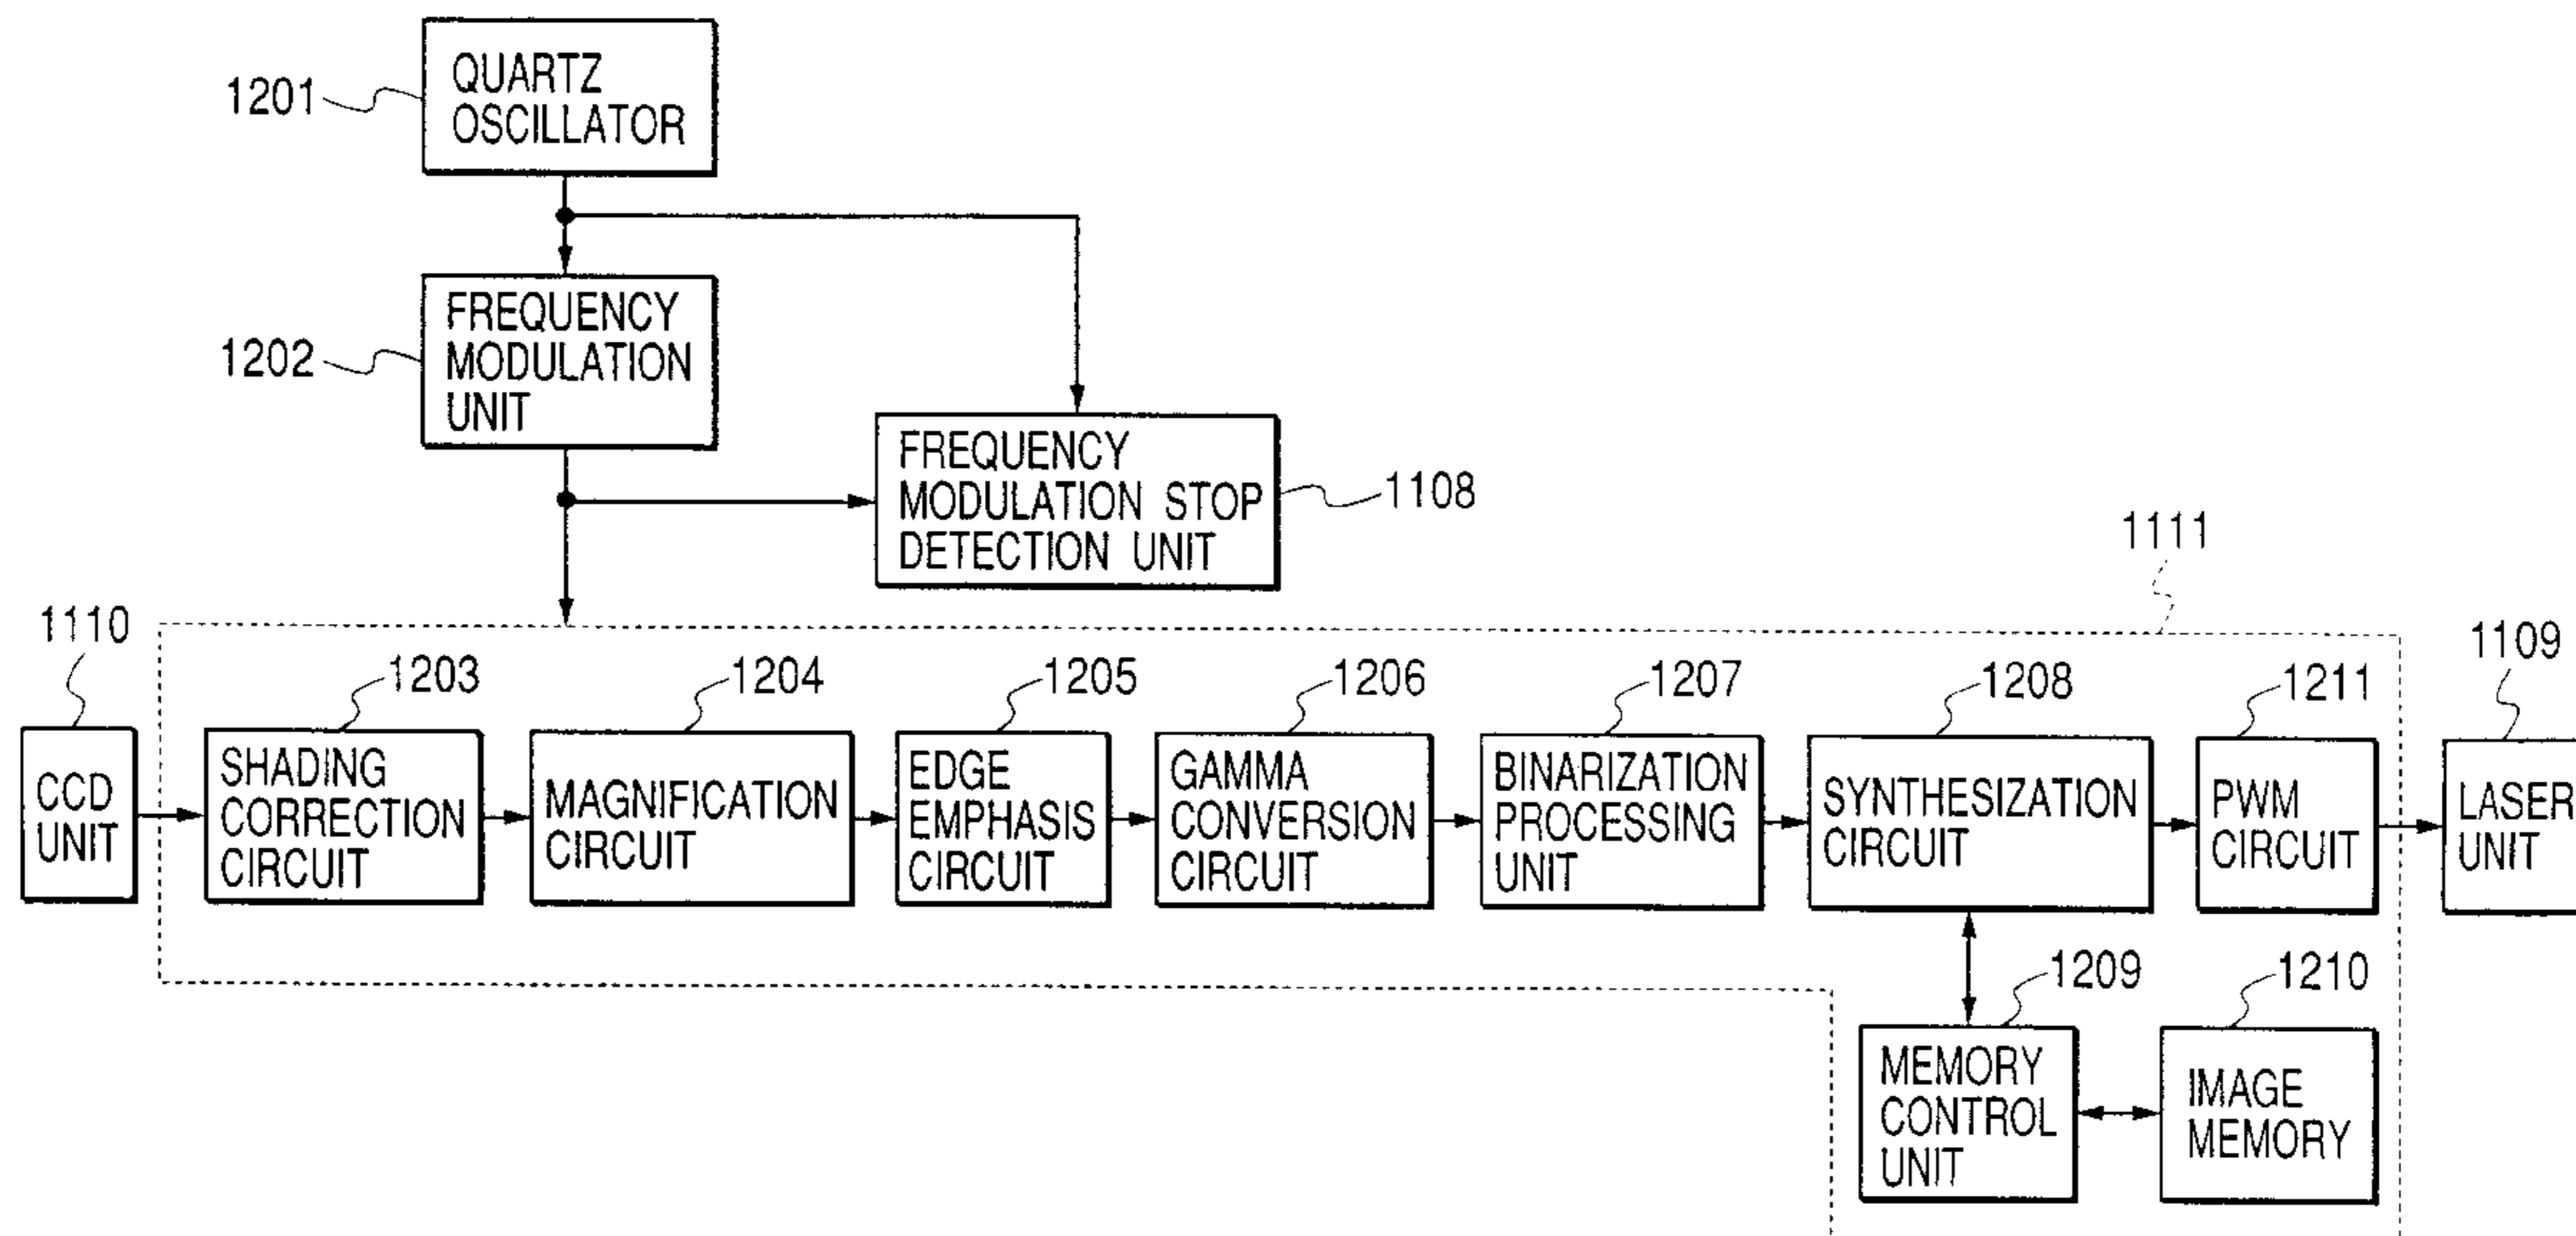 QUARTZ
OSCILLATOR
1201
FREQUENCY
MODULATION
UNIT
1202
FREQUENCY
MODULATION STOP
DETECTION UNIT
1108
1111
1110
1203
1204
1205
1206
1207
1208
1211
1109
CCD
UNIT
SHADING
CORRECTION
CIRCUIT
MAGNIFICATION
CIRCUIT
EDGE
EMPHASIS
CIRCUIT
GAMMA
CONVERSION
CIRCUIT
BINARIZATION
PROCESSING
UNIT
SYNTHESIZATION
CIRCUIT
PWM
CIRCUIT
LASER
UNIT
1209
1210
MEMORY
CONTROL
UNIT
IMAGE
MEMORY